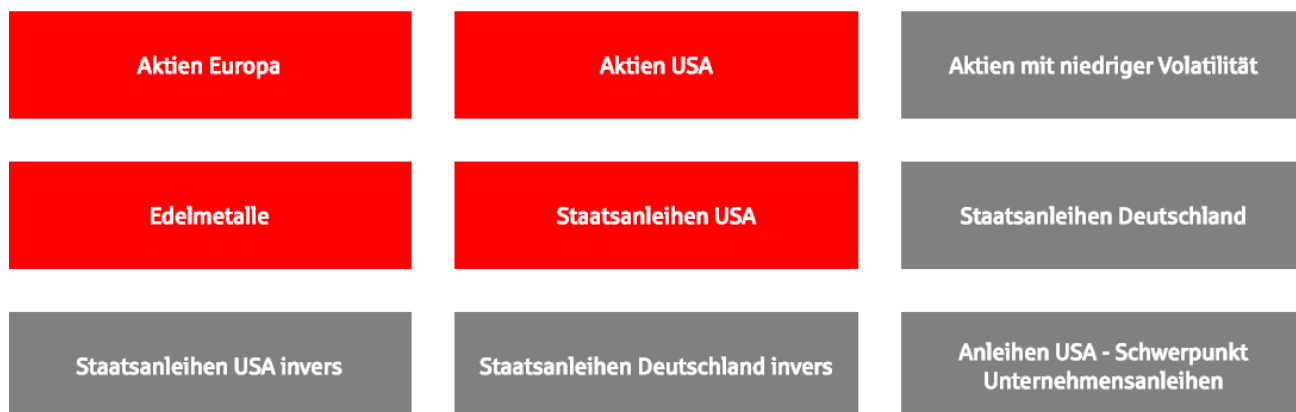 Aktien Europa
Aktien USA
Aktien mit niedriger Volatilität
Edelmetalle
Staatsanleihen USA
Staatsanleihen Deutschland
Staatsanleihen USA invers
Staatsanleihen Deutschland invers
Anleihen USA - Schwerpunkt
Unternehmensanleihen